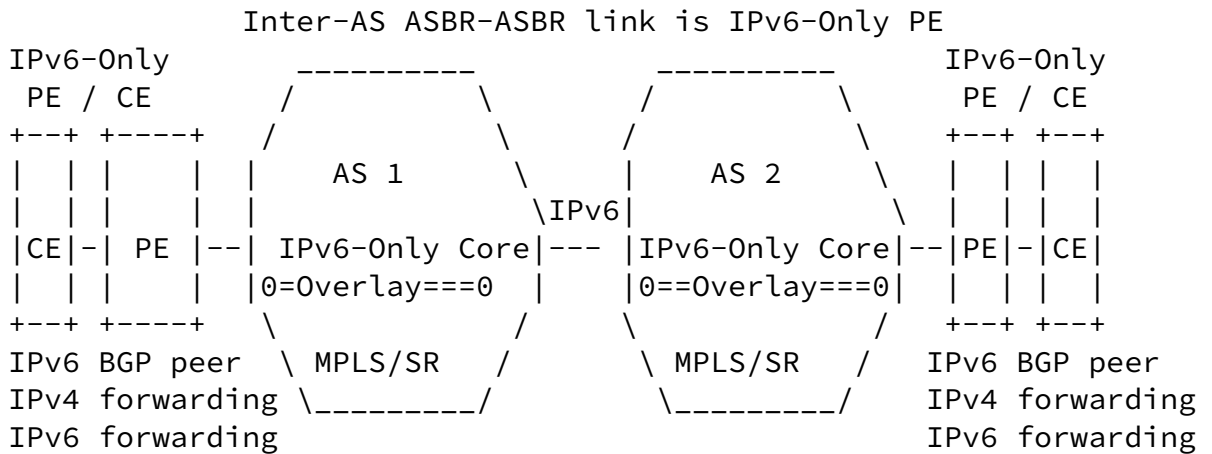 Inter-AS ASBR-ASBR link is IPv6-Only PE
IPv6-Only                                           IPv6-Only
PE / CE                                             PE / CE
AS 1                AS 2
IPv6
CE PE IPv6-Only Core IPv6-Only Core PE CE
0=Overlay===0 0==Overlay===0
IPv6 BGP peer MPLS/SR MPLS/SR IPv6 BGP peer
IPv4 forwarding IPv4 forwarding
IPv6 forwarding IPv6 forwarding